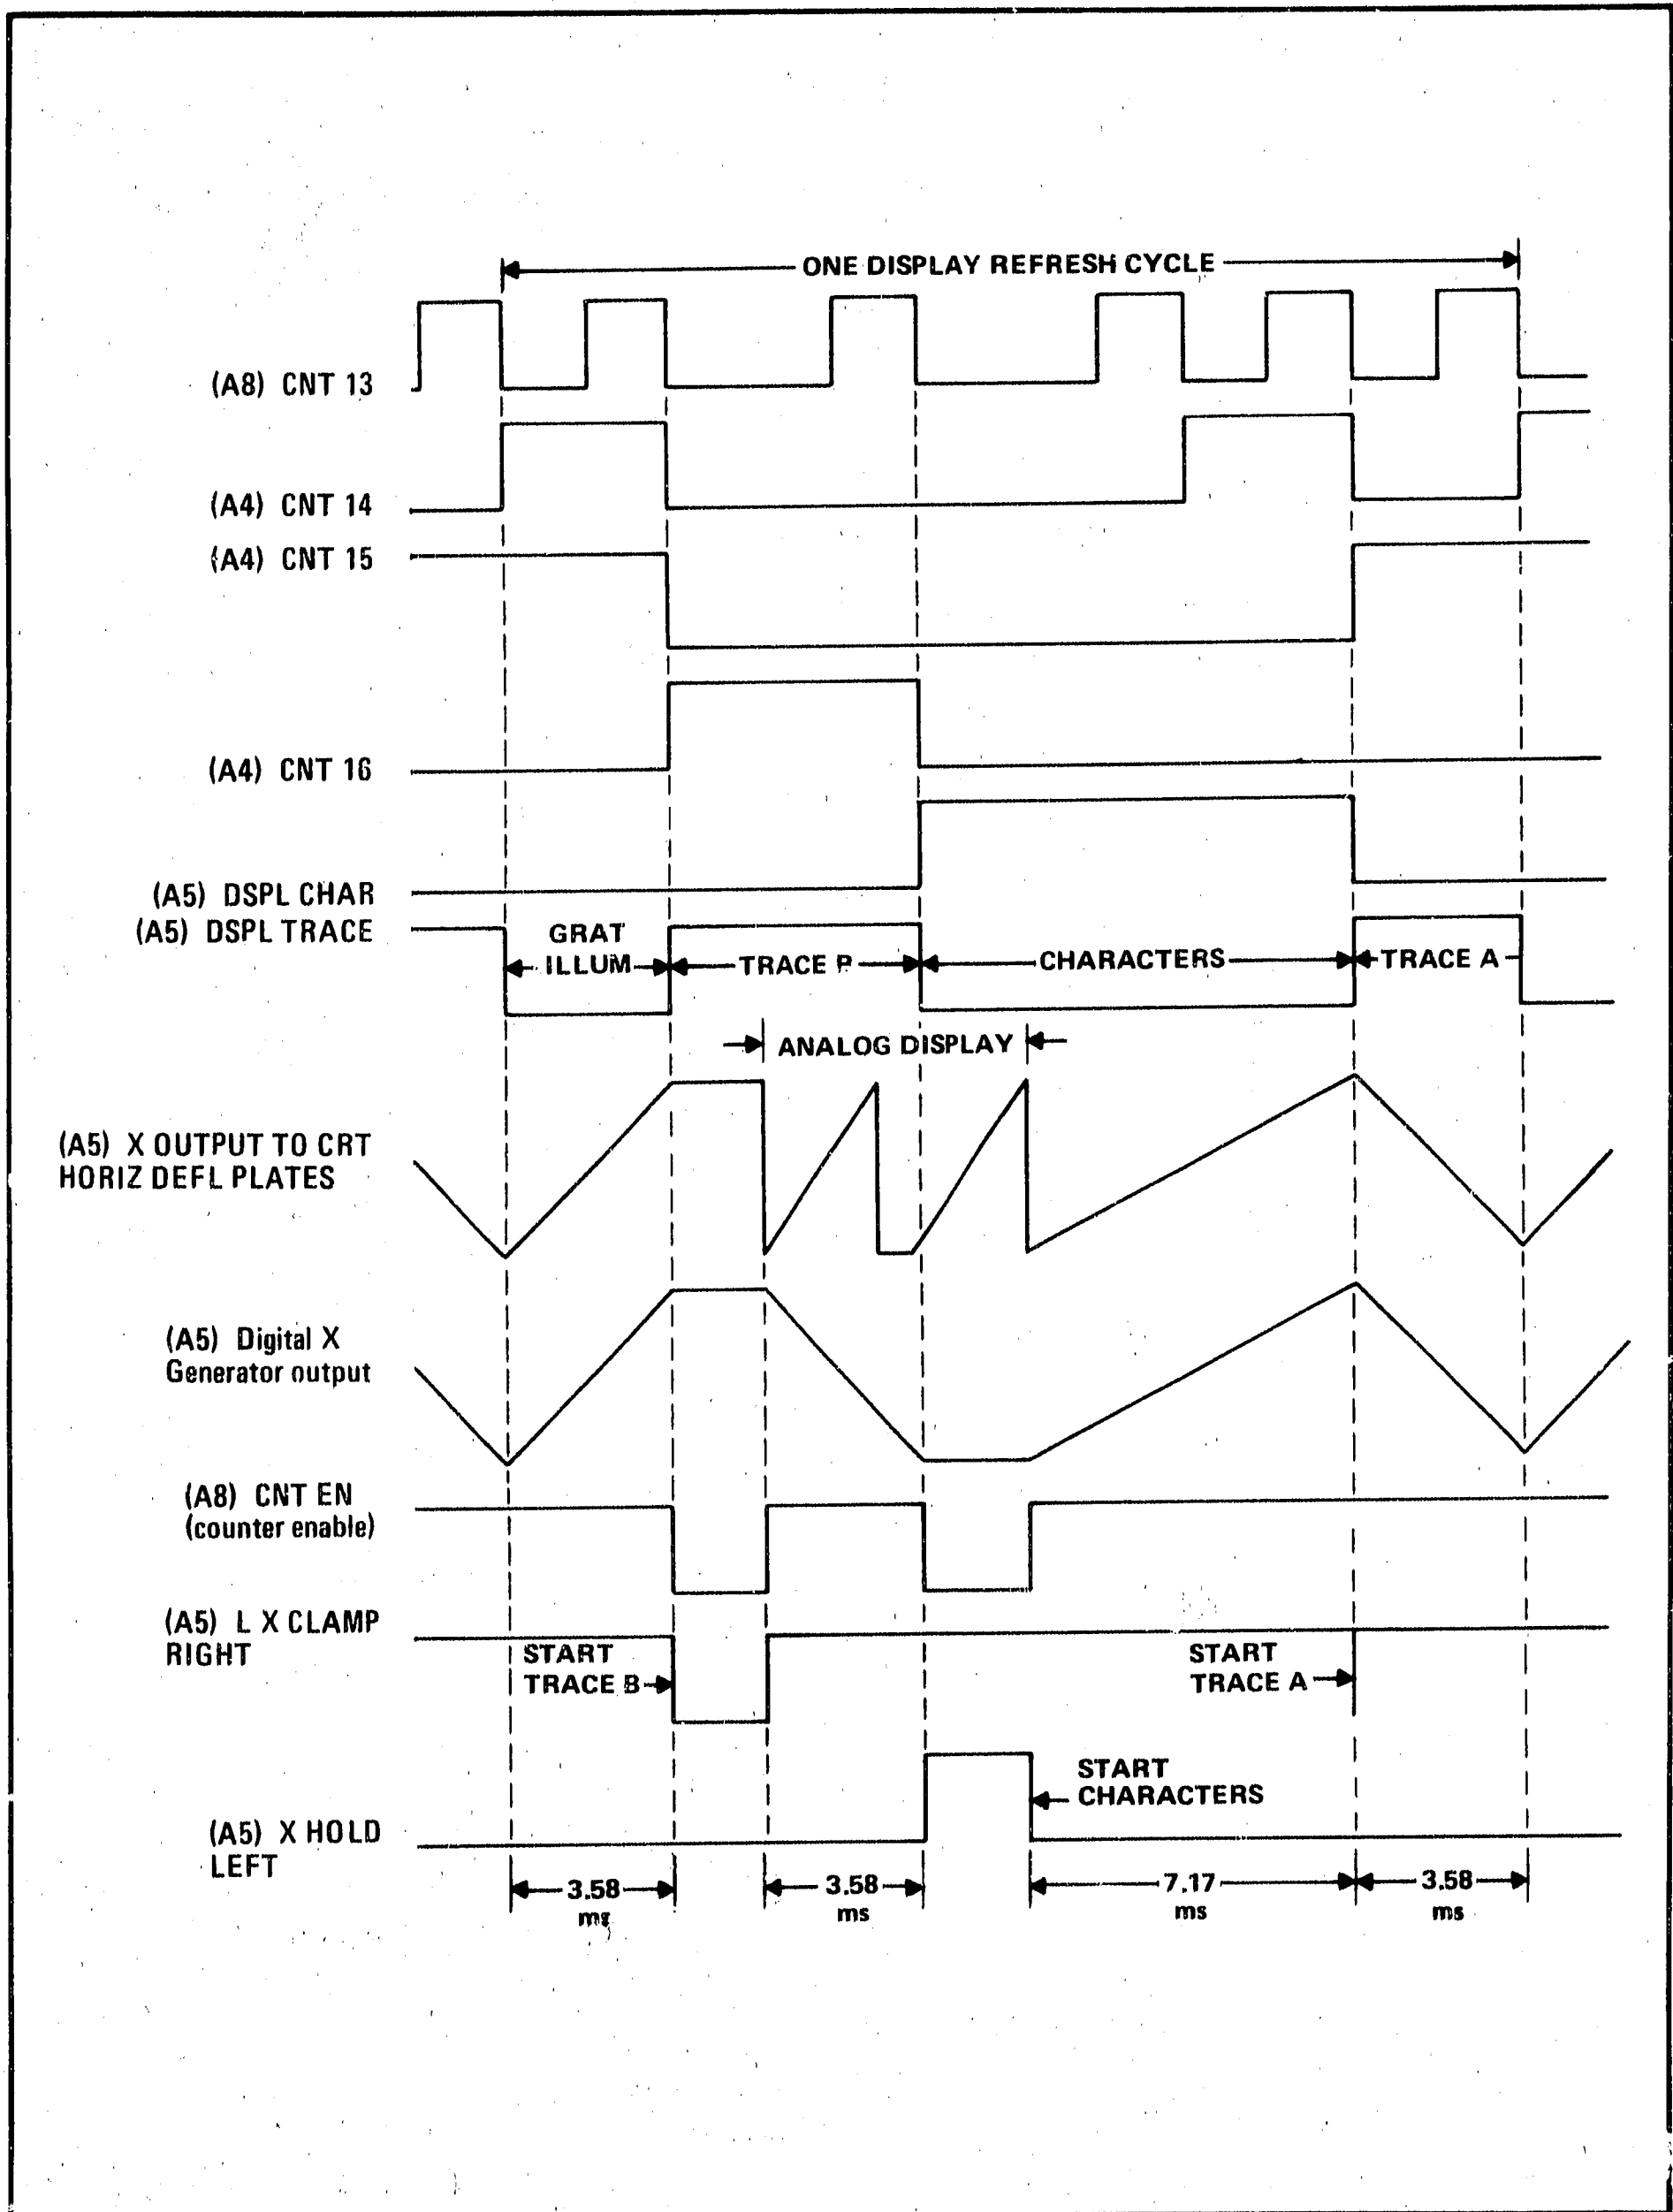 ONE DISPLAY REFRESH CYCLE
(A8) CNT 13
(A4) CNT 14
(A4) CNT 15
(A4) CNT 16
(A5) DSPL CHAR
(A5) DSPL TRACE
GRAT
ILLUM
TRACE B
CHARACTERS
TRACE A
ANALOG DISPLAY
(A5) X OUTPUT TO CRT
HORIZ DEFL PLATES
(A5) Digital X
Generator output
(A8) CNT EN
(counter enable)
(A5) L X CLAMP
RIGHT
START
TRACE B
START
TRACE A
START
CHARACTERS
(A5) X HOLD
LEFT
3.58
ms
3.58
ms
7.17
ms
3.58
ms